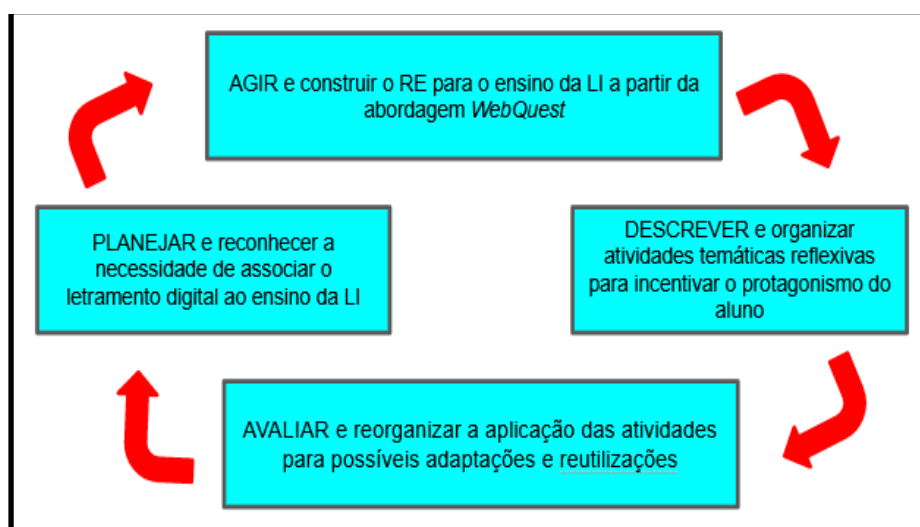 AGIR e construir o RE para o ensino da LI a partir da
abordagem WebQuest
PLANEJAR e reconhecer a
necessidade de associar o
letramento digital ao ensino da LI
DESCREVER e organizar
atividades temáticas reflexivas
para incentivar o protagonismo do
aluno
AVALIAR e reorganizar a aplicação das atividades
para possíveis adaptações e reutilizações